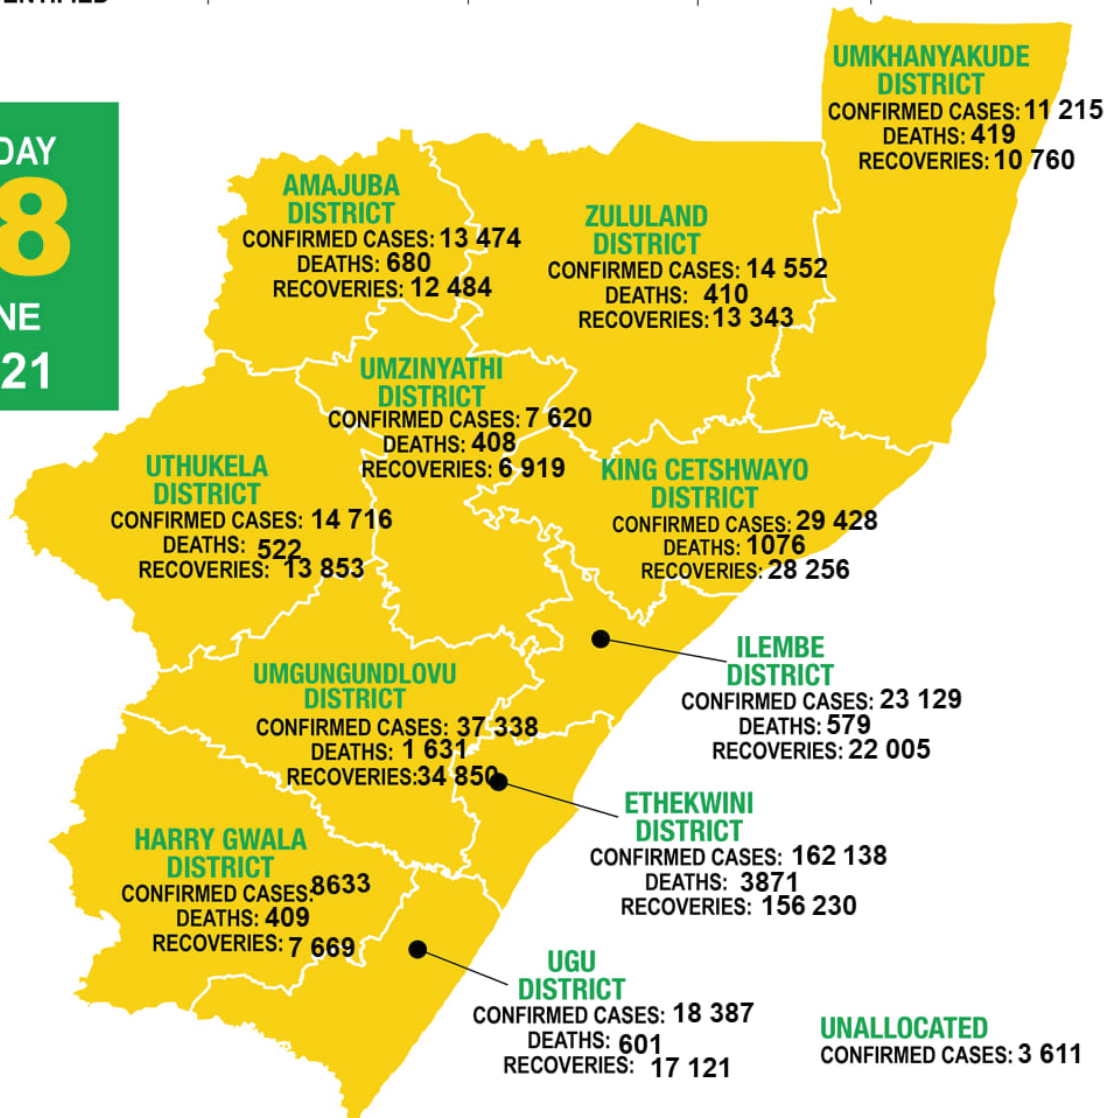 DAY
8
NE
21
UMKHANYAKUDE
DISTRICT
CONFIRMED CASES: 11 215
DEATHS: 419
RECOVERIES: 10 760
AMAJUBA
DISTRICT
CONFIRMED CASES: 13 474
DEATHS: 680
RECOVERIES: 12 484
ZULULAND
DISTRICT
CONFIRMED CASES: 14 552
DEATHS: 410
RECOVERIES: 13 343
UMZINYATHI
DISTRICT
CONFIRMED CASES: 7 620
DEATHS: 408
RECOVERIES: 6 919
UTHUKELA
DISTRICT
CONFIRMED CASES: 14 716
DEATHS: 522
RECOVERIES: 13 853
KING CETSHWAYO
DISTRICT
CONFIRMED CASES: 29 428
DEATHS: 1076
RECOVERIES: 28 256
ILEMBE
DISTRICT
CONFIRMED CASES: 23 129
DEATHS: 579
RECOVERIES: 22 005
UMGUNGUNDLOVU
DISTRICT
CONFIRMED CASES: 37 338
DEATHS: 1 631
RECOVERIES:34 850
ETHEKWINI
DISTRICT
CONFIRMED CASES: 162 138
DEATHS: 3871
RECOVERIES: 156 230
HARRY GWALA
DISTRICT
CONFIRMED CASES:8633
DEATHS: 409
RECOVERIES: 7 669
UGU
DISTRICT
CONFIRMED CASES: 18 387
DEATHS: 601
RECOVERIES: 17 121
UNALLOCATED
CONFIRMED CASES: 3 611